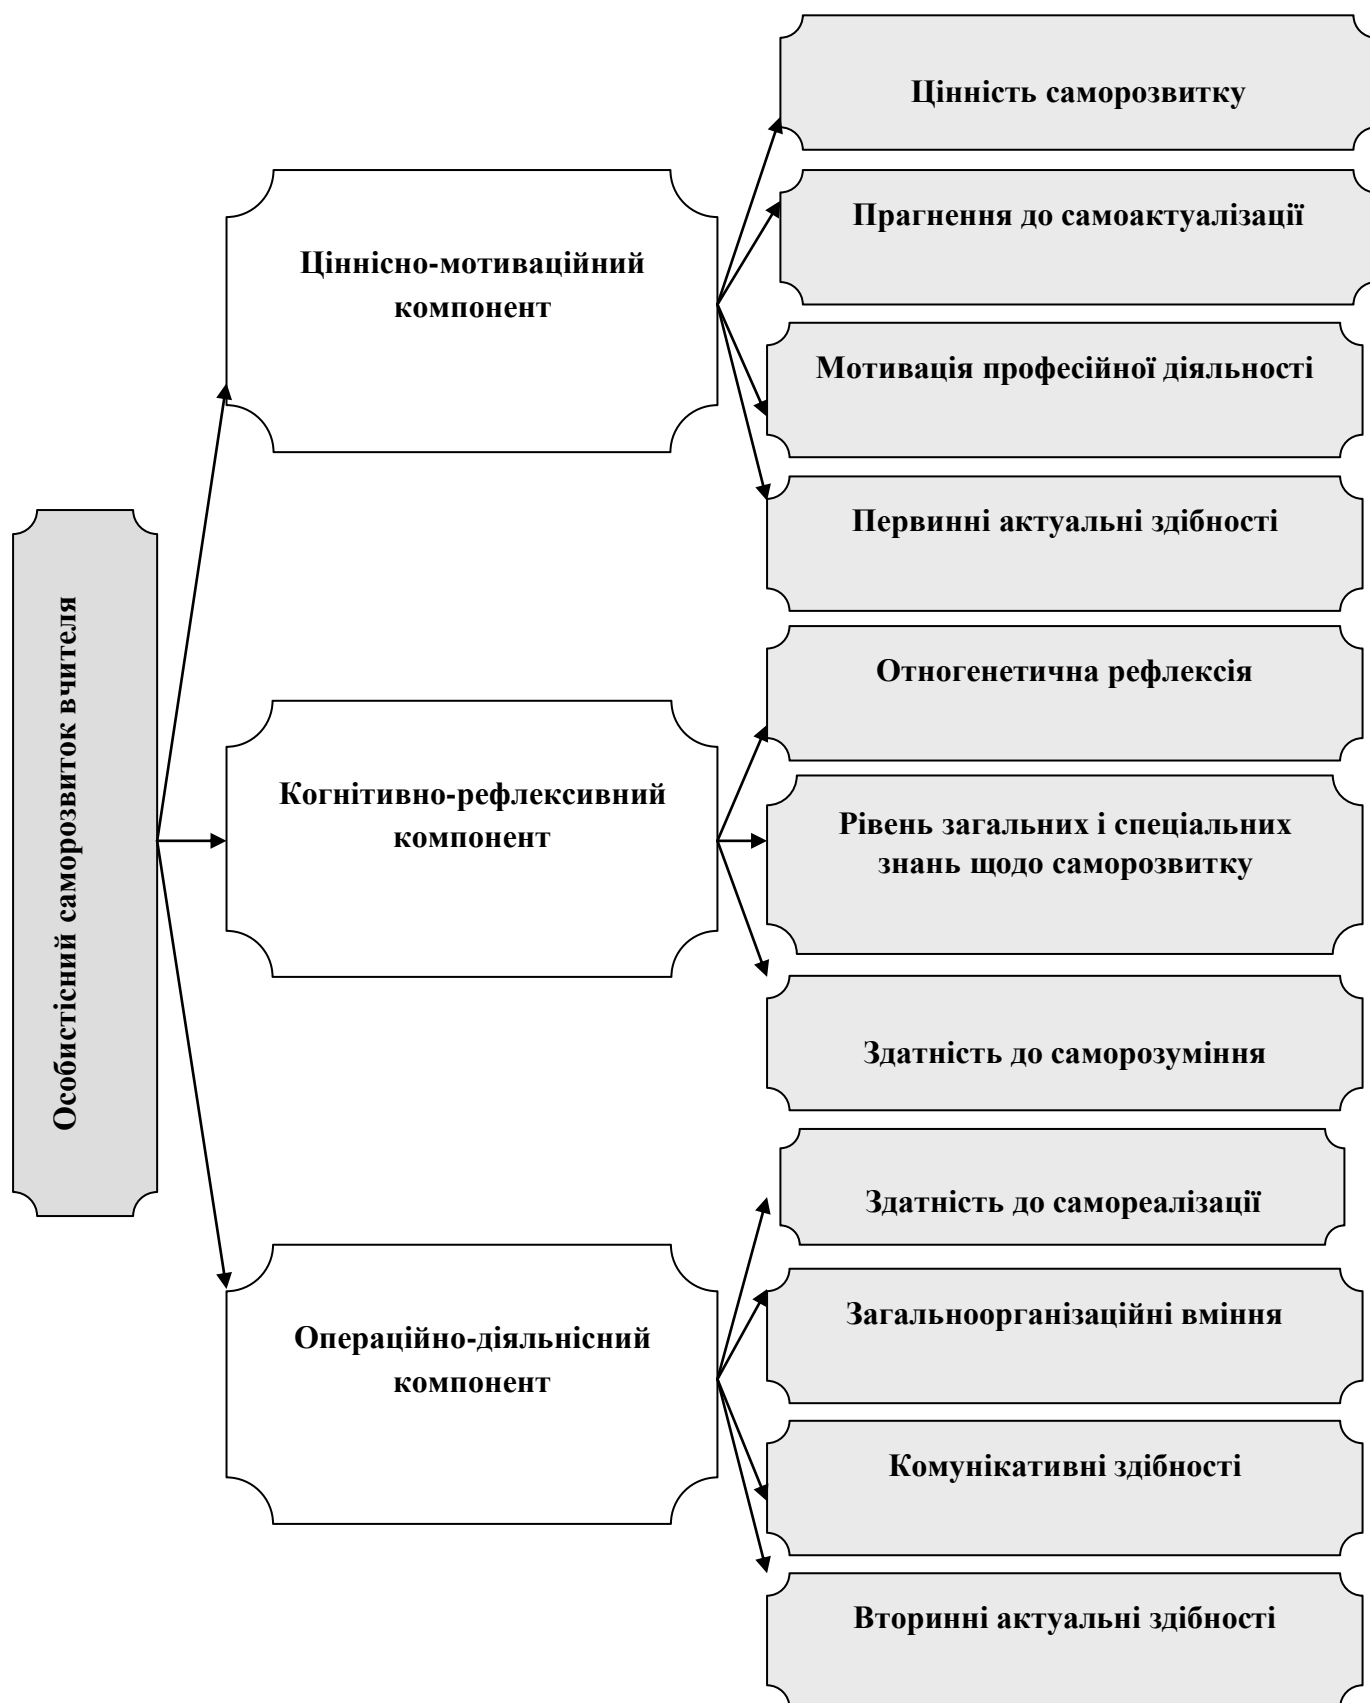 Особистісний саморозвиток вчителя
Ціннісно-мотиваційний
компонент
Цінність саморозвитку
Прагнення до самоактуалізації
Мотивація професійної діяльності
Первинні актуальні здібності
Когнітивно-рефлексивний
компонент
Отногенетична рефлексія
Рівень загальних і спеціальних
знань щодо саморозвитку
Здатність до саморозуміння
Операційно-діяльнісний
компонент
Здатність до самореалізації
Загальноорганізаційні вміння
Комунікативні здібності
Вторинні актуальні здібності